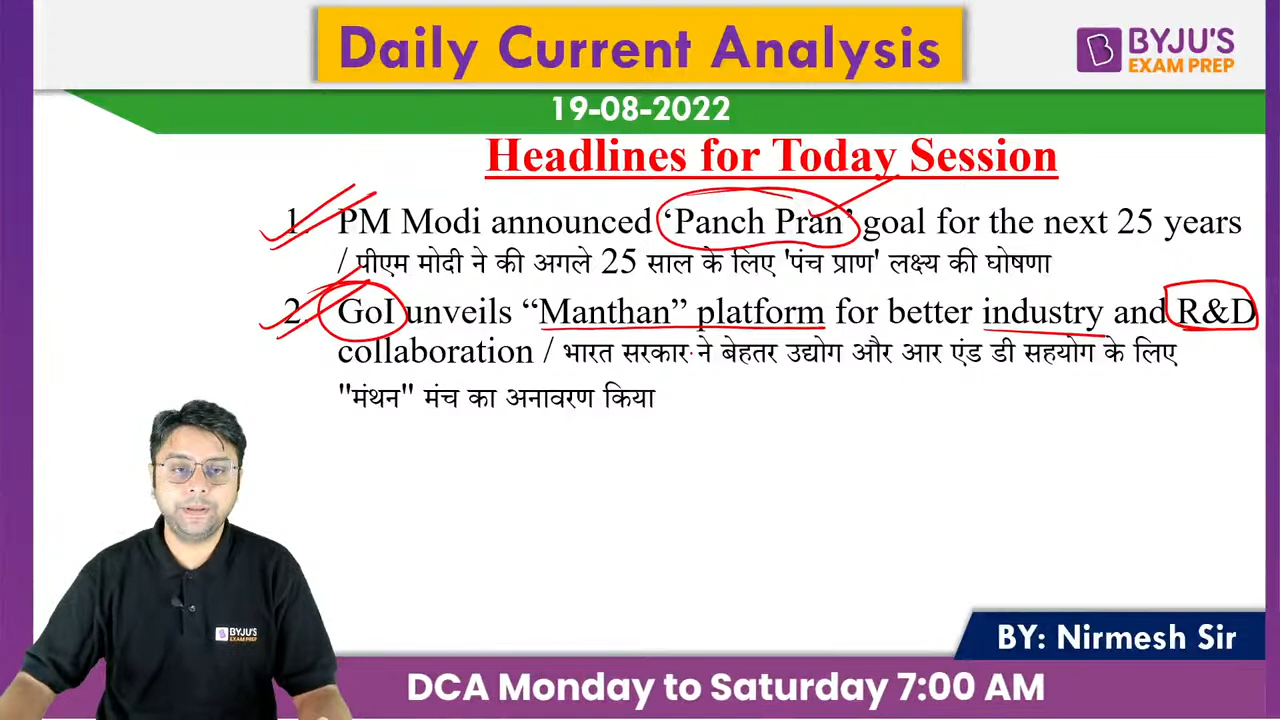 Daily Current Analysis
BYJU'S
EXAM PREP
19-08-2022
Headlines for Today Session
1. PM Modi announced ‘Panch Pran’ goal for the next 25 years
/ पीएम मोदी ने की अगले 25 साल के लिए 'पंच प्राण' लक्ष्य की घोषणा
2. GoI unveils “Manthan” platform for better industry and R&D
collaboration / भारत सरकार ने बेहतर उद्योग और आर एंड डी सहयोग के लिए
"मंथन" मंच का अनावरण किया
BYJU'S
EXAM PREP
BY: Nirmesh Sir
DCA Monday to Saturday 7:00 AM